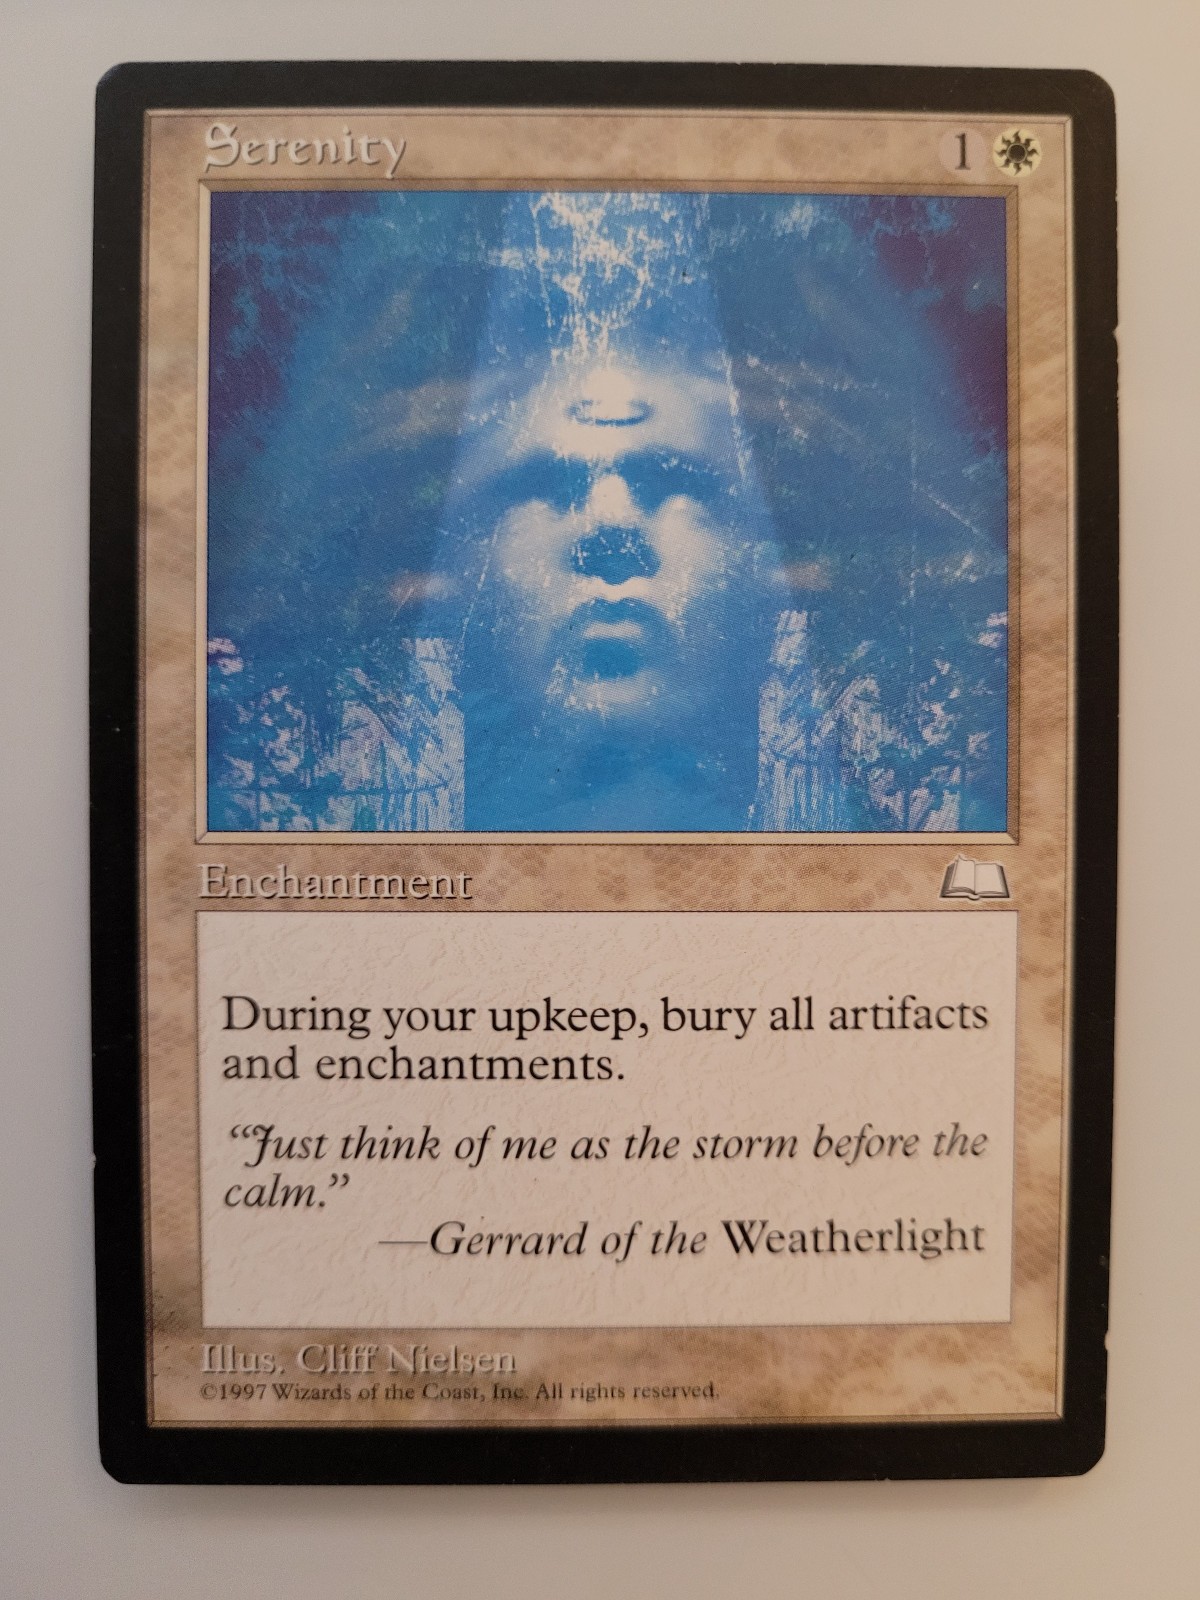 Serenity 1
Enchantment
During your upkeep, bury all artifacts
and enchantments.
“Just think of me as the storm before the
calm.”
—Gerrard of the Weatherlight
Illus. Cliff Nielsen
©1997 Wizards of the Coast, Inc. All rights reserved.